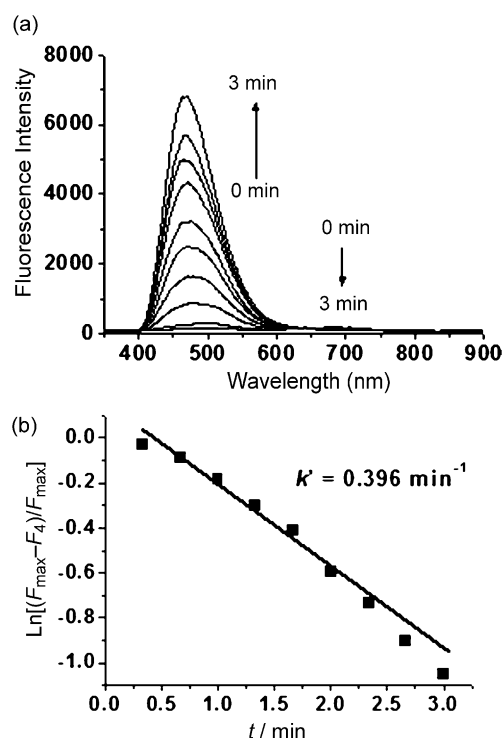 (a)
8000
6000
4000
2000
0
Fluorescence Intensity
3 min
0 min
0 min
3 min
400 500 600 700 800 900
Wavelength (nm)
(b)
0.0
-0.2
-0.4
-0.6
-0.8
-1.0
Ln[(Fmax–F4)/Fmax]
k' = 0.396 min-1
0.0 0.5 1.0 1.5 2.0 2.5 3.0
t / min